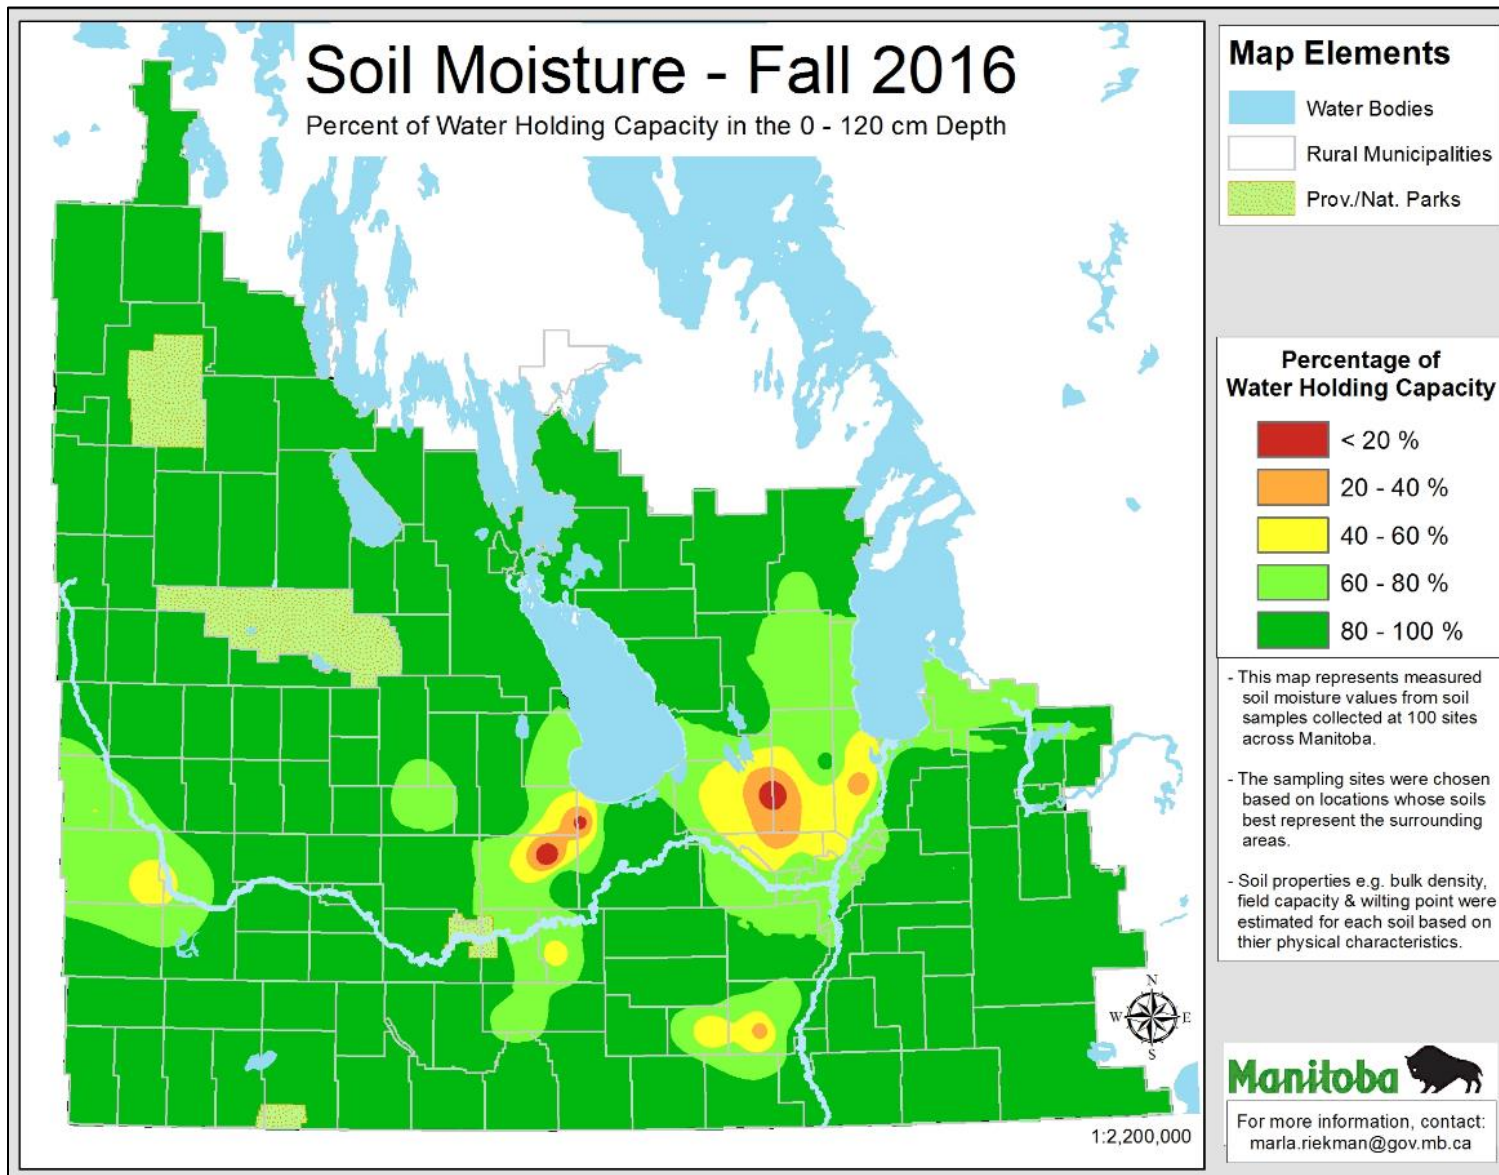 Soil Moisture - Fall 2016
Percent of Water Holding Capacity in the 0 - 120 cm Depth
Map Elements
Water Bodies
Rural Municipalities
Prov./Nat. Parks
Percentage of
Water Holding Capacity
< 20 %
20 - 40 %
40 - 60 %
60 - 80 %
80 - 100 %
- This map represents measured
soil moisture values from soil
samples collected at 100 sites
across Manitoba.
- The sampling sites were chosen
based on locations whose soils
best represent the surrounding
areas.
- Soil properties e.g. bulk density,
field capacity & wilting point were
estimated for each soil based on
thier physical characteristics.
N
W E
S
Manitoba
For more information, contact:
marla.riekman@gov.mb.ca
1:2,200,000